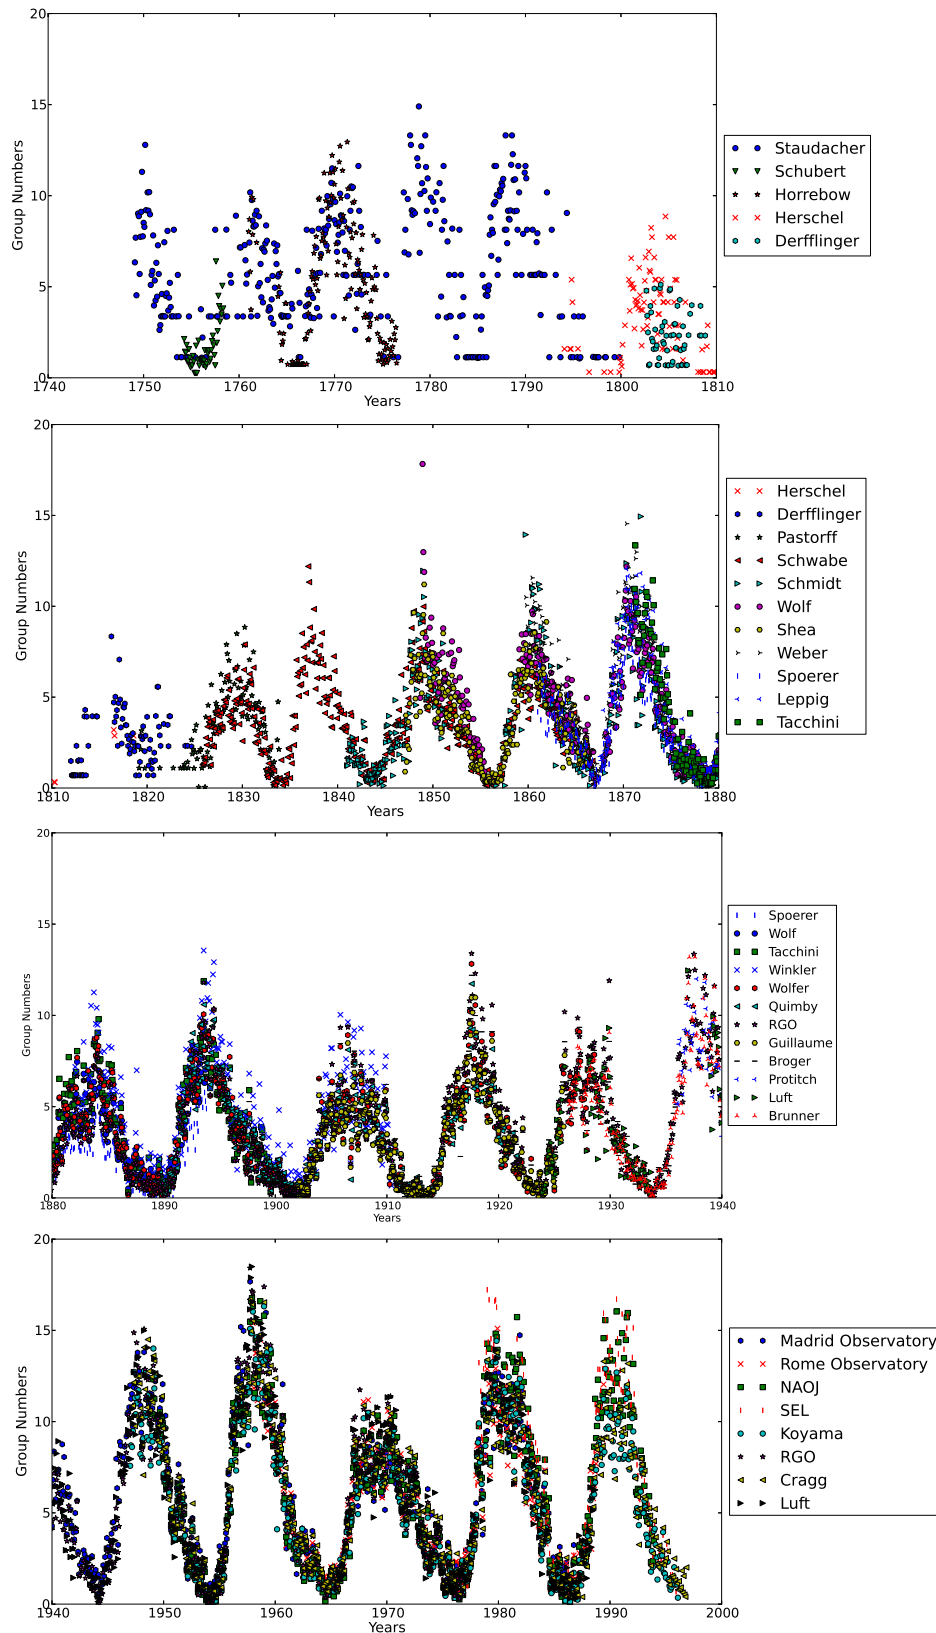 20
15
10
5
0
Group Numbers
1740 1750 1760 1770 1780 1790 1800 1810
Years
Staudacher
Schubert
Horrebow
Herschel
Derfflinger
20
15
10
5
0
Group Numbers
1810 1820 1830 1840 1850 1860 1870 1880
Years
Herschel
Derfflinger
Pastorff
Schwabe
Schmidt
Wolf
Shea
Weber
Spoerer
Leppig
Tacchini
20
15
10
5
0
Group Numbers
1880 1890 1900 1910 1920 1930 1940
Years
Spoerer
Wolf
Tacchini
Winkler
Wolfer
Quimby
RGO
Guillaume
Broger
Protitch
Luft
Brunner
20
15
10
5
0
Group Numbers
1940 1950 1960 1970 1980 1990 2000
Years
Madrid Observatory
Rome Observatory
NAOJ
SEL
Koyama
RGO
Cragg
Luft